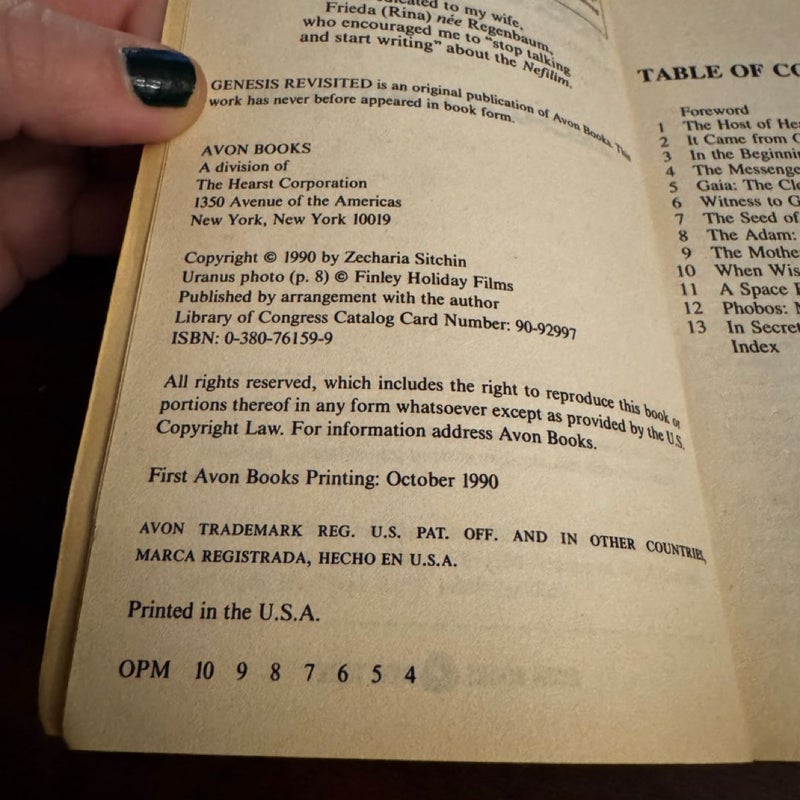 dedicated to my wife,
Frieda (Rina) née Regenbaum,
who encouraged me to "stop talking
and start writing" about the Nefilim.
GENESIS REVISITED is an original publication of Avon Books. This
work has never before appeared in book form.
AVON BOOKS
A division of
The Hearst Corporation
1350 Avenue of the Americas
New York, New York 10019
Copyright © 1990 by Zecharia Sitchin
Uranus photo (p. 8) © Finley Holiday Films
Published by arrangement with the author
Library of Congress Catalog Card Number: 90-92997
ISBN: 0-380-76159-9
All rights reserved, which includes the right to reproduce this book or
portions thereof in any form whatsoever except as provided by the U.S.
Copyright Law. For information address Avon Books.
First Avon Books Printing: October 1990
AVON TRADEMARK REG. U.S. PAT. OFF. AND IN OTHER COUNTRIES,
MARCA REGISTRADA, HECHO EN U.S.A.
Printed in the U.S.A.
OPM 10 9 8 7 6 5 4
TABLE OF CO
Foreword
1 The Host of He
2 It Came from
3 In the Beginni
4 The Messenge
5 Gaia: The Cl
6 Witness to G
7 The Seed of
8 The Adam:
9 The Mothe
10 When Wis
11 A Space
12 Phobos:
13 In Secret
Index